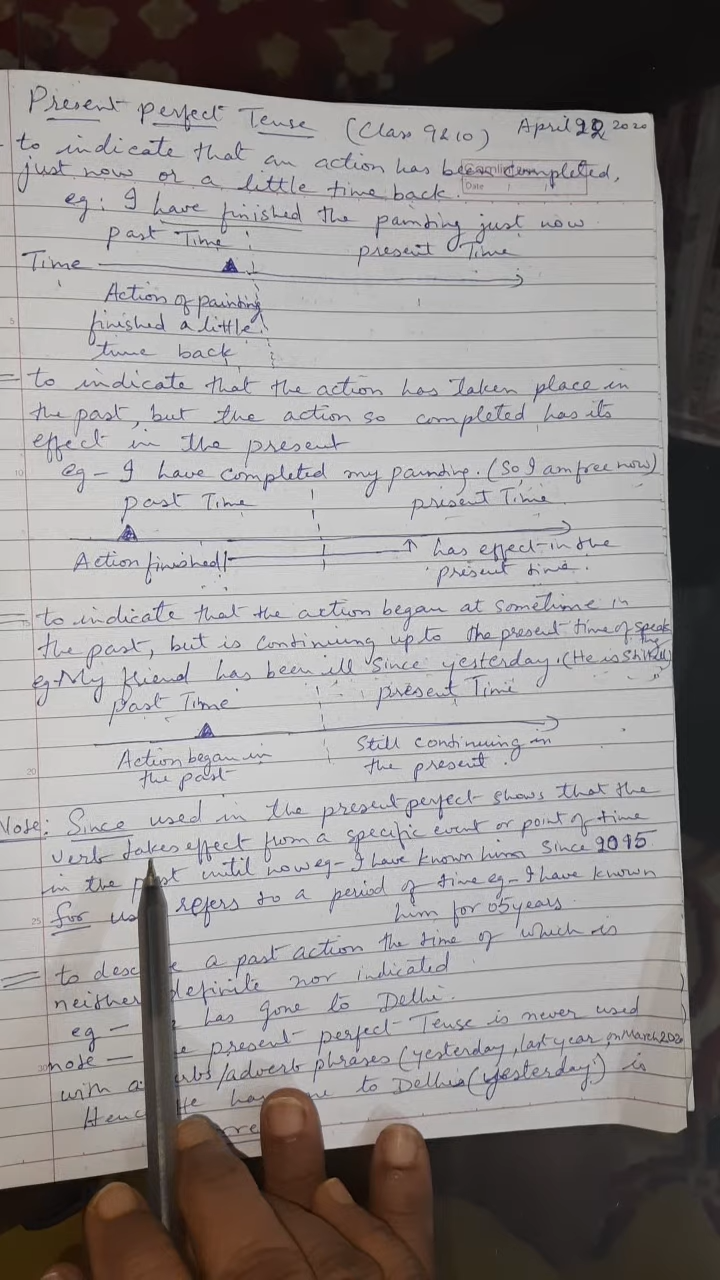 Present Perfect Tense (Class 9&10) April 22 2020
to indicate that an action has been completed,
just now or a little time back.
Date
eg: I have finished the painting just now
past Time present Time
Time
Action of painting
finished a little
time back
= to indicate that the action has taken place in
the past, but the action so completed has its
effect in the present
eg - I have completed my painting. (So I am free now)
past Time present Time
Action finished has effect in the
present time.
= to indicate that the action began at sometime in
the past, but is continuing up to the present time of speak
eg-My friend has been ill since yesterday. (He is still ill)
past Time present Time
Action began in Still continuing in
the past the present.
Note: Since used in the present perfect shows that the
verb takes effect from a specific event or point of time
in the past until now eg- I have known him since 2015
for refers to a period of time eg- I have known
him for 05 years
= to a past action the time of which is
neither definite nor indicated
eg - has gone to Delhi.
note - present perfect Tense is never used
with /adverb phrases (yesterday, last year, on March 2020
He to Delhi (yesterday) is